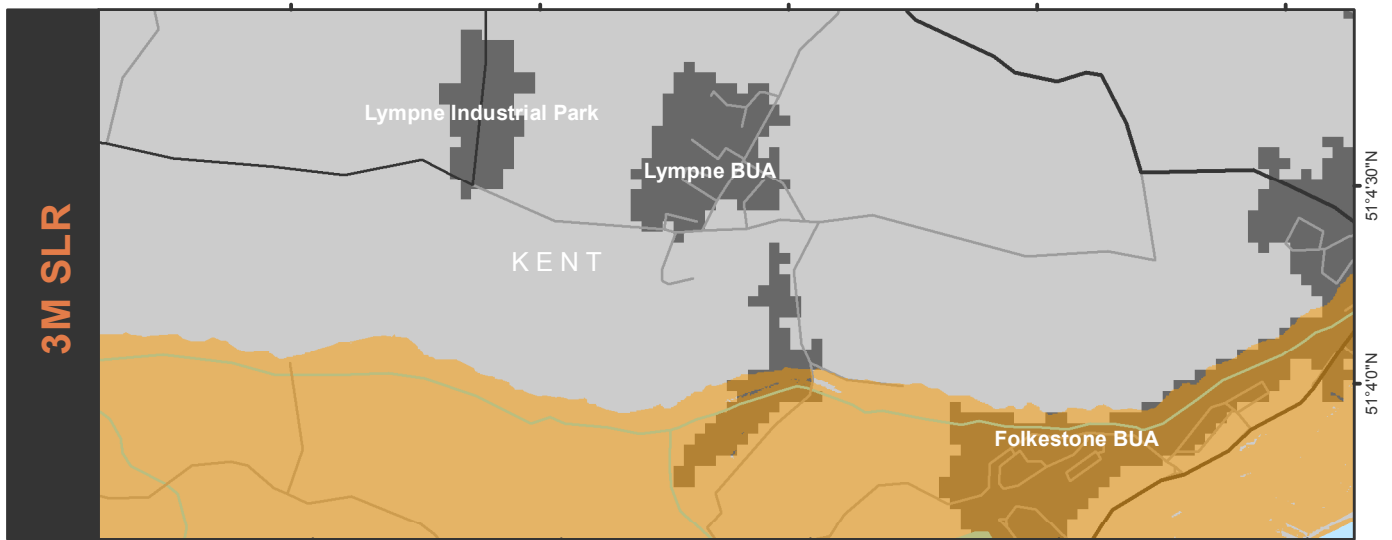 3M SLR
Lympne Industrial Park
Lympne BUA
51°4'30"N
KENT
51°4'0"N
Folkestone BUA